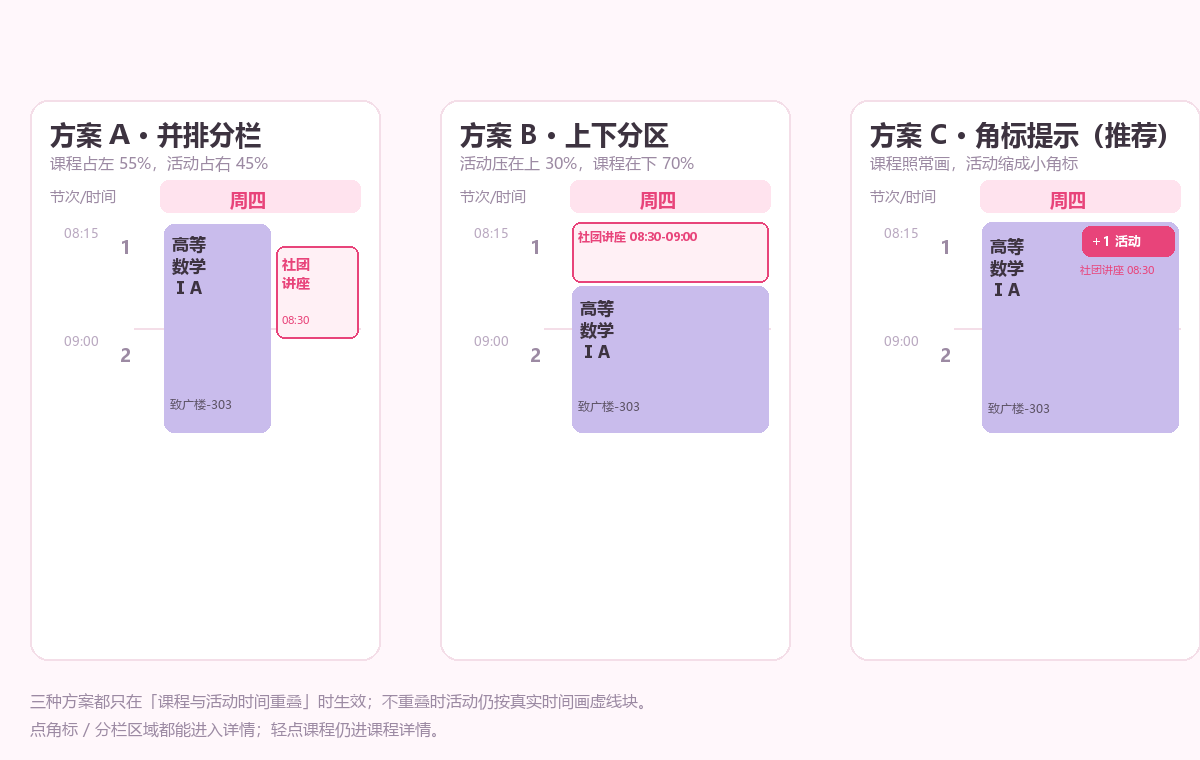 方案 A · 并排分栏
课程占左 55%，活动占右 45%
节次/时间
周四
08:15
1
高等
数学
I A
社团
讲座
08:30
09:00
2
致广楼-303
方案 B · 上下分区
活动压在上 30%，课程在下 70%
节次/时间
周四
08:15
1
社团讲座 08:30-09:00
高等
数学
I A
09:00
2
致广楼-303
方案 C · 角标提示（推荐）
课程照常画，活动缩成小角标
节次/时间
周四
08:15
1
高等
数学
I A
+1 活动
社团讲座 08:30
09:00
2
致广楼-303
三种方案都只在「课程与活动时间重叠」时生效；不重叠时活动仍按真实时间画虚线块。
点角标 / 分栏区域都能进入详情；轻点课程仍进课程详情。